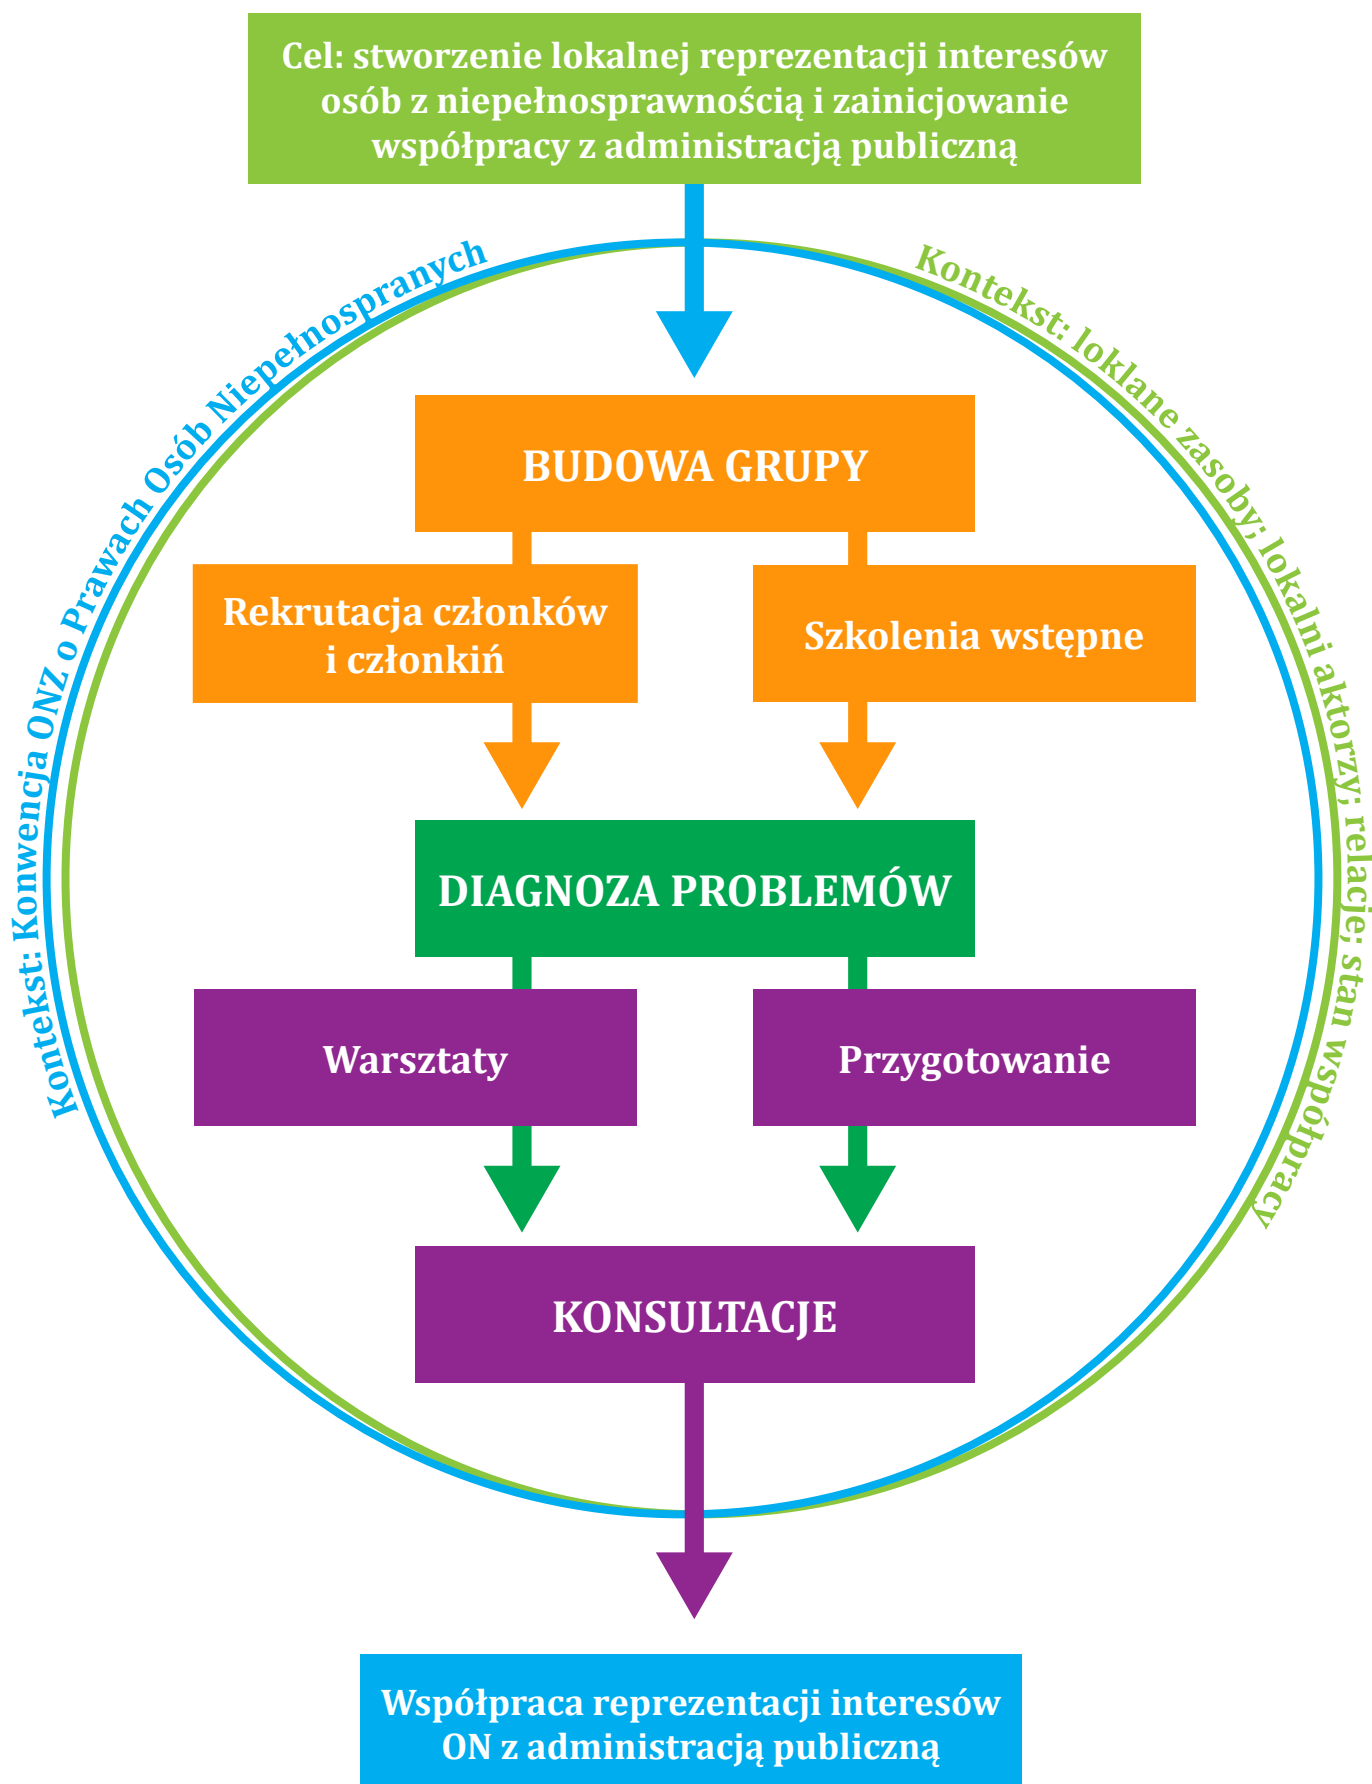 Cel: stworzenie lokalnej reprezentacji interesów
osób z niepełnosprawnością i zainicjowanie
współpracy z administracją publiczną
Kontekst: Konwencja ONZ o Prawach Osób Niepełnospranych
Kontekst: loklane zasoby; lokalni aktorzy; relacje; stan współpracy
BUDOWA GRUPY
Rekrutacja członków
i członkiń
Szkolenia wstępne
DIAGNOZA PROBLEMÓW
Warsztaty
Przygotowanie
KONSULTACJE
Współpraca reprezentacji interesów
ON z administracją publiczną